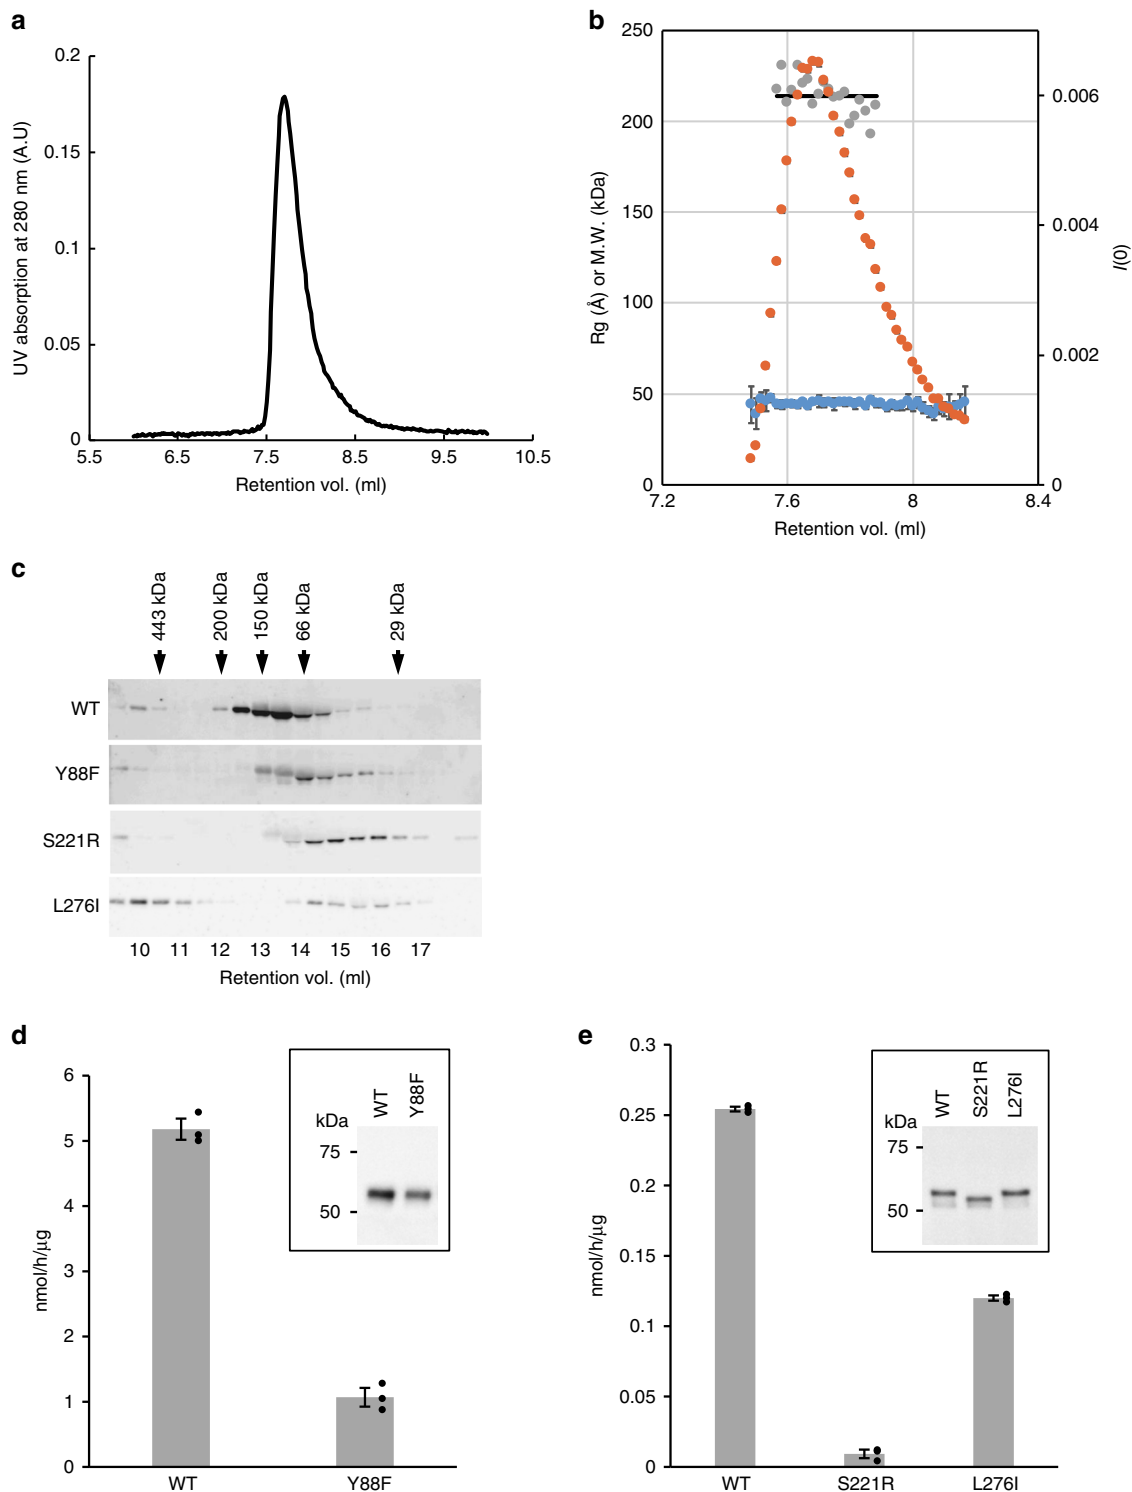 a
0.2
0.15
0.1
0.05
0
5.5 6.5 7.5 8.5 9.5 10.5
UV absorption at 280 nm (A.U)
Retention vol. (ml)
b
250
200
150
100
50
0
Rg (Å) or M.W. (kDa)
0.006
0.004
0.002
0
I(0)
7.2 7.6 8 8.4
Retention vol. (ml)
c
443 kDa 200 kDa 150 kDa 66 kDa 29 kDa
WT
Y88F
S221R
L276I
10 11 12 13 14 15 16 17
Retention vol. (ml)
d
6
5
4
3
2
1
0
nmol/h/μg
WT Y88F
kDa
75
50
WT Y88F
e
0.3
0.25
0.2
0.15
0.1
0.05
0
nmol/h/μg
WT S221R L276I
kDa
75
50
WT S221R L276I